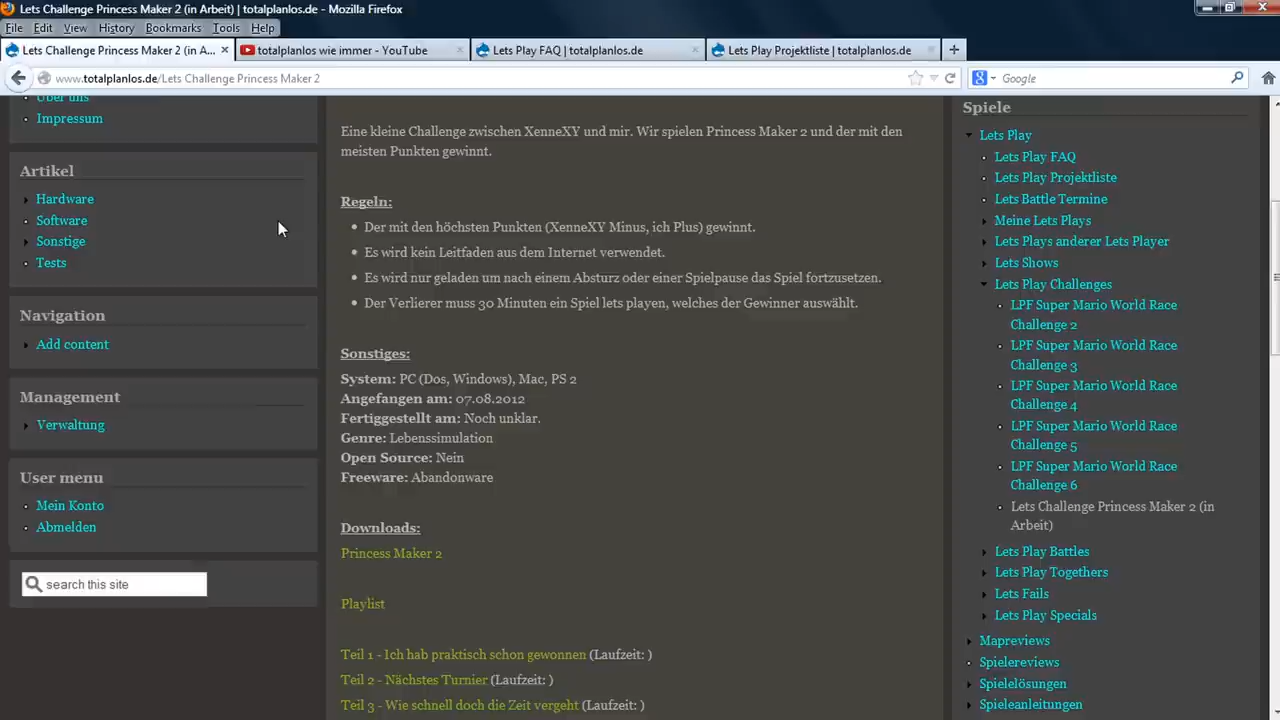 Lets Challenge Princess Maker 2 (in Arbeit) | totalplanlos.de - Mozilla Firefox
File Edit View History Bookmarks Tools Help
Lets Challenge Princess Maker 2 (in A... totalplanlos wie immer - YouTube Lets Play FAQ | totalplanlos.de Lets Play Projektliste | totalplanlos.de
www.totalplanlos.de/Lets Challenge Princess Maker 2 Google
Über uns
Impressum
Artikel
Hardware
Software
Sonstige
Tests
Navigation
Add content
Management
Verwaltung
User menu
Mein Konto
Abmelden
search this site
Eine kleine Challenge zwischen XenneXY und mir. Wir spielen Princess Maker 2 und der mit den
meisten Punkten gewinnt.
Regeln:
Der mit den höchsten Punkten (XenneXY Minus, ich Plus) gewinnt.
Es wird kein Leitfaden aus dem Internet verwendet.
Es wird nur geladen um nach einem Absturz oder einer Spielpause das Spiel fortzusetzen.
Der Verlierer muss 30 Minuten ein Spiel lets playen, welches der Gewinner auswählt.
Sonstiges:
System: PC (Dos, Windows), Mac, PS 2
Angefangen am: 07.08.2012
Fertiggestellt am: Noch unklar.
Genre: Lebenssimulation
Open Source: Nein
Freeware: Abandonware
Downloads:
Princess Maker 2
Playlist
Teil 1 - Ich hab praktisch schon gewonnen (Laufzeit: )
Teil 2 - Nächstes Turnier (Laufzeit: )
Teil 3 - Wie schnell doch die Zeit vergeht (Laufzeit: )
Spiele
Lets Play
Lets Play FAQ
Lets Play Projektliste
Lets Battle Termine
Meine Lets Plays
Lets Plays anderer Lets Player
Lets Shows
Lets Play Challenges
LPF Super Mario World Race
Challenge 2
LPF Super Mario World Race
Challenge 3
LPF Super Mario World Race
Challenge 4
LPF Super Mario World Race
Challenge 5
LPF Super Mario World Race
Challenge 6
Lets Challenge Princess Maker 2 (in
Arbeit)
Lets Play Battles
Lets Play Togethers
Lets Fails
Lets Play Specials
Mapreviews
Spielereviews
Spielelösungen
Spieleanleitungen